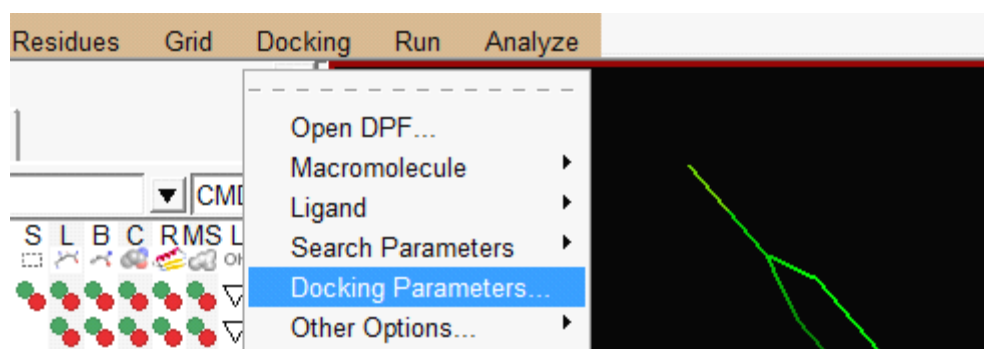 Residues Grid Docking Run Analyze
Open DPF...
Macromolecule
Ligand
CMD
Search Parameters
S L B C R MS L
Docking Parameters...
Other Options...